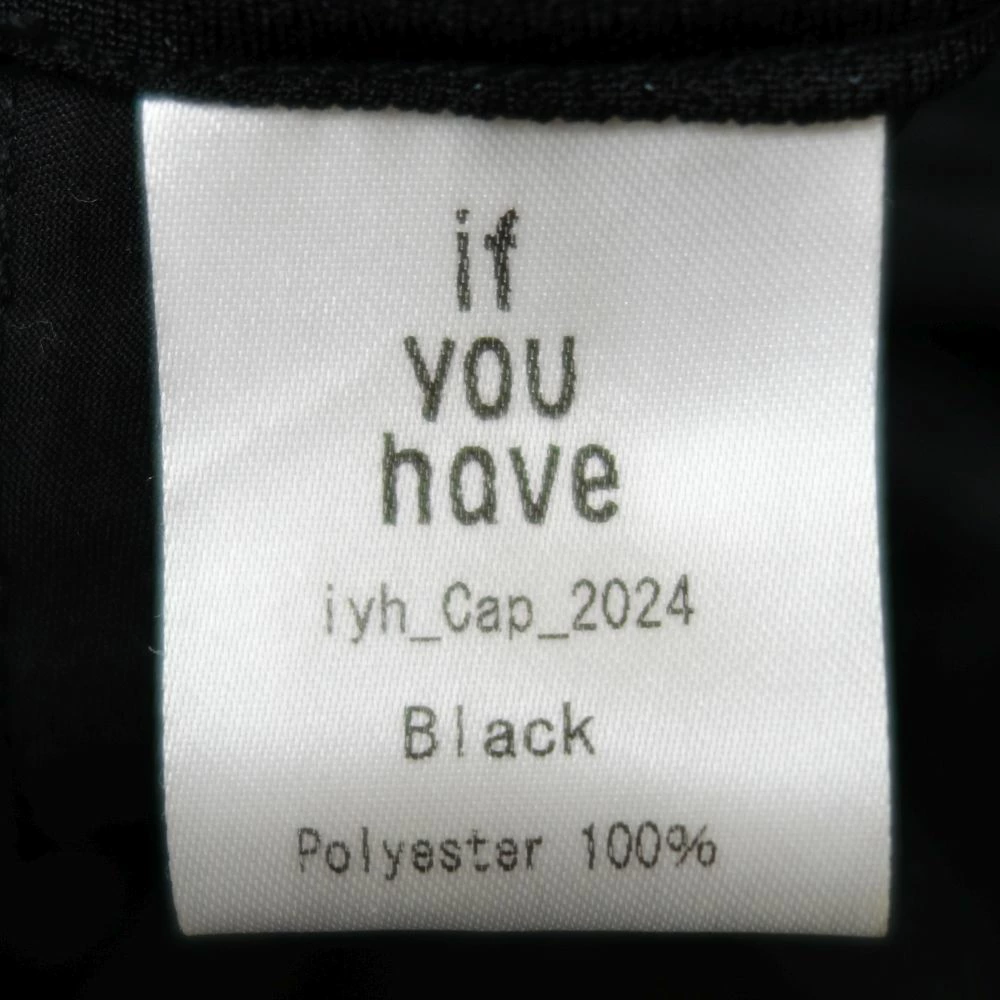 if
you
have
iyh_Cap_2024
Black
Polyester 100%